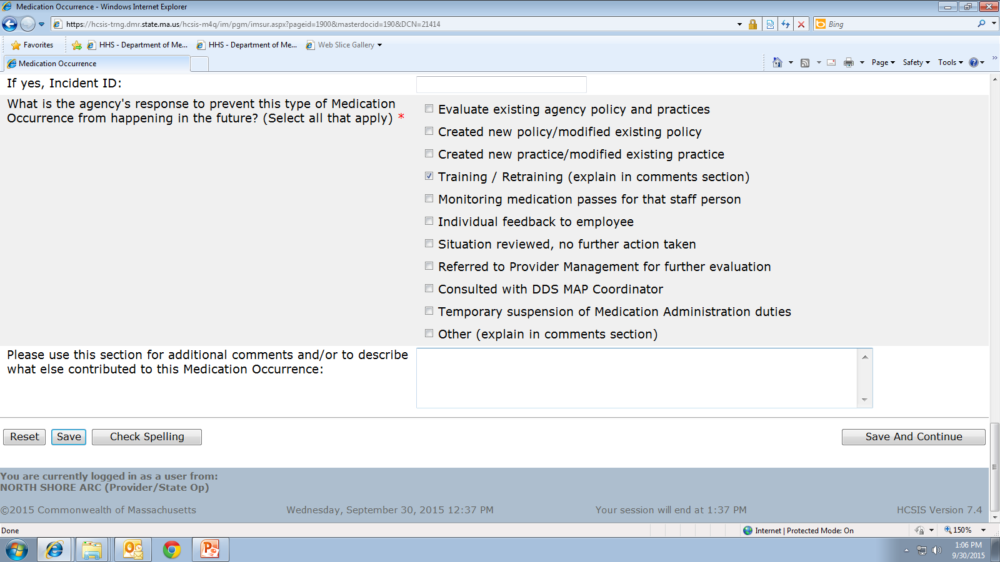 Medication Occurrence - Windows Internet Explorer
https://hcsis-trng.dmr.state.ma.us/hcsis-m4q/im/pgm/imsur.aspx?pageid=1900&masterdocid=190&DCN=21414
Bing
Favorites
HHS - Department of Me...
HHS - Department of Me...
Web Slice Gallery
Medication Occurrence
Page
Safety
Tools
If yes, Incident ID:
What is the agency's response to prevent this type of Medication
Occurrence from happening in the future? (Select all that apply) *
Evaluate existing agency policy and practices
Created new policy/modified existing policy
Created new practice/modified existing practice
Training / Retraining (explain in comments section)
Monitoring medication passes for that staff person
Individual feedback to employee
Situation reviewed, no further action taken
Referred to Provider Management for further evaluation
Consulted with DDS MAP Coordinator
Temporary suspension of Medication Administration duties
Other (explain in comments section)
Please use this section for additional comments and/or to describe
what else contributed to this Medication Occurrence:
Reset
Save
Check Spelling
Save And Continue
You are currently logged in as a user from:
NORTH SHORE ARC (Provider/State Op)
©2015 Commonwealth of Massachusetts
Wednesday, September 30, 2015 12:37 PM
Your session will end at 1:37 PM
HCSIS Version 7.4
Done
Internet | Protected Mode: On
150%
1:06 PM
9/30/2015